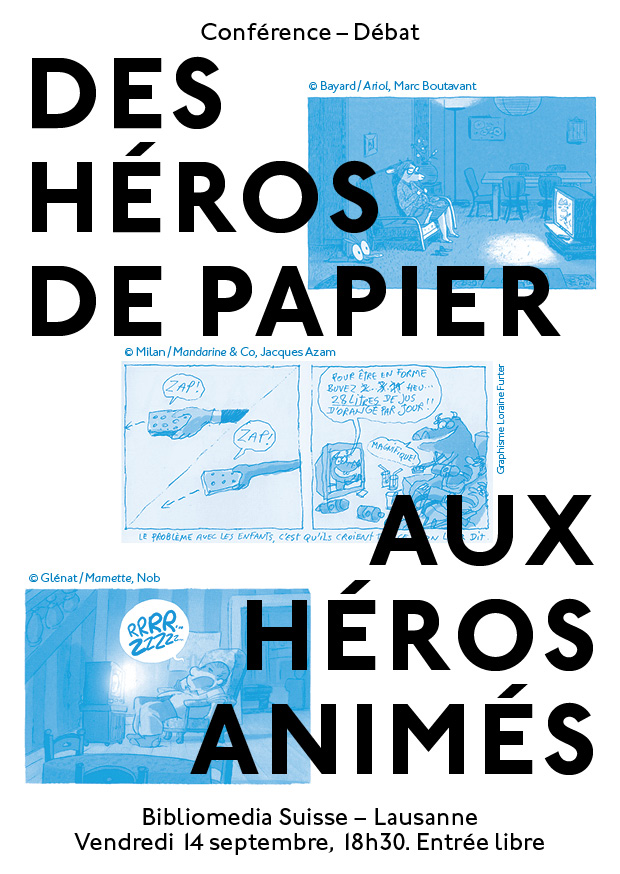 Conférence – Débat
DES
© Bayard / Ariol, Marc Boutavant
HÉROS
DE PAPIER
© Milan / Mandarine & Co, Jacques Azam
Graphisme Loraine Furter
ZAP!
ZAP!
POUR ÊTRE EN FORME
BUVEZ HEU...
28 LITRES DE JUS
D'ORANGE PAR JOUR!!
MAGNIFIQUE!
LE PROBLÈME AVEC LES ENFANTS, C'EST QU'ILS CROIENT DIT
AUX
© Glénat / Mamette, Nob
HÉROS
RRRR...
ZIZZZ...
ANIMÉS
Bibliomedia Suisse – Lausanne
Vendredi 14 septembre, 18h30. Entrée libre